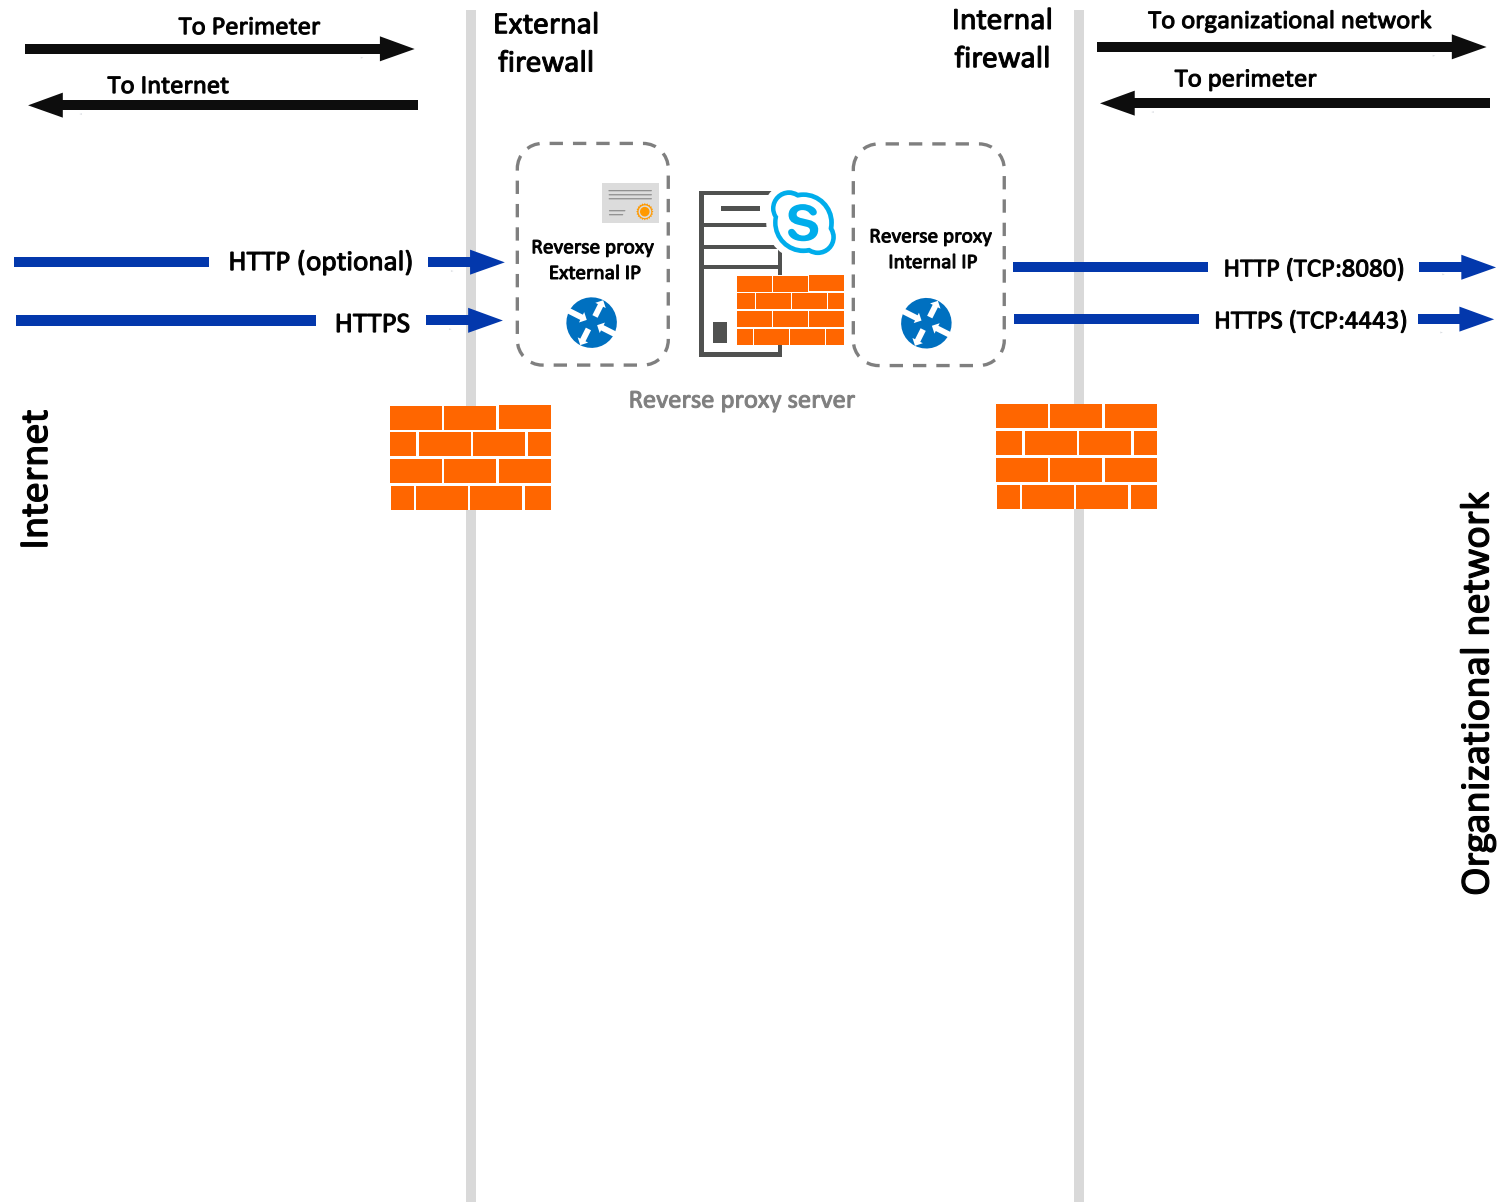 To Perimeter
To Internet
External
firewall
Internal
firewall
To organizational network
To perimeter
Reverse proxy
External IP
Reverse proxy
Internal IP
HTTP (optional)
HTTPS
S
HTTP (TCP:8080)
HTTPS (TCP:4443)
Reverse proxy server
Internet
Organizational network